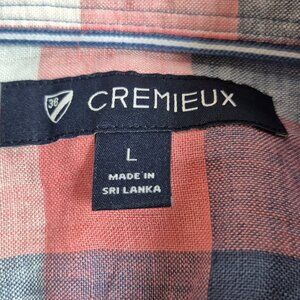 38
CREMIEUX
L
MADE IN
SRI LANKA